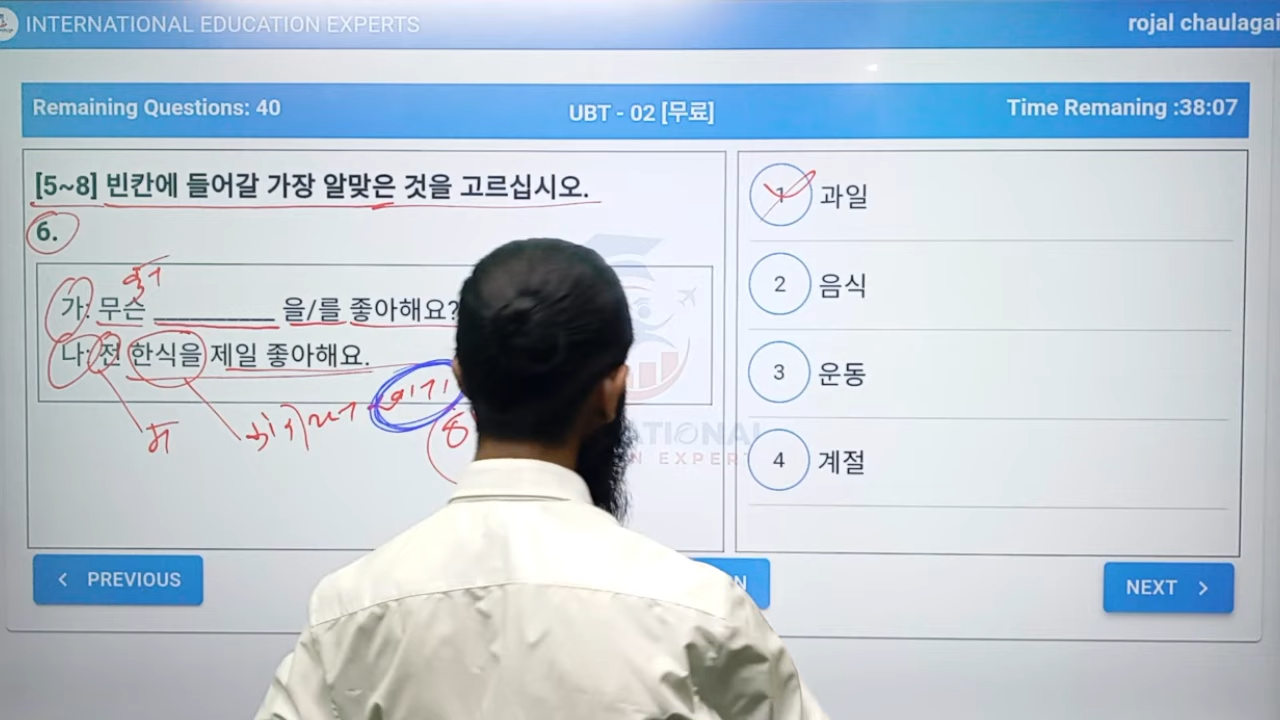 INTERNATIONAL EDUCATION EXPERTS
rojal chaulagai
Remaining Questions: 40
UBT - 02 [무료]
Time Remaning :38:07
[5~8] 빈칸에 들어갈 가장 알맞은 것을 고르십시오.
6.
가: 무슨 __________ 을/를 좋아해요?
나: 전 한식을 제일 좋아해요.
8
1 과일
2 음식
3 운동
4 계절
PREVIOUS
NEXT